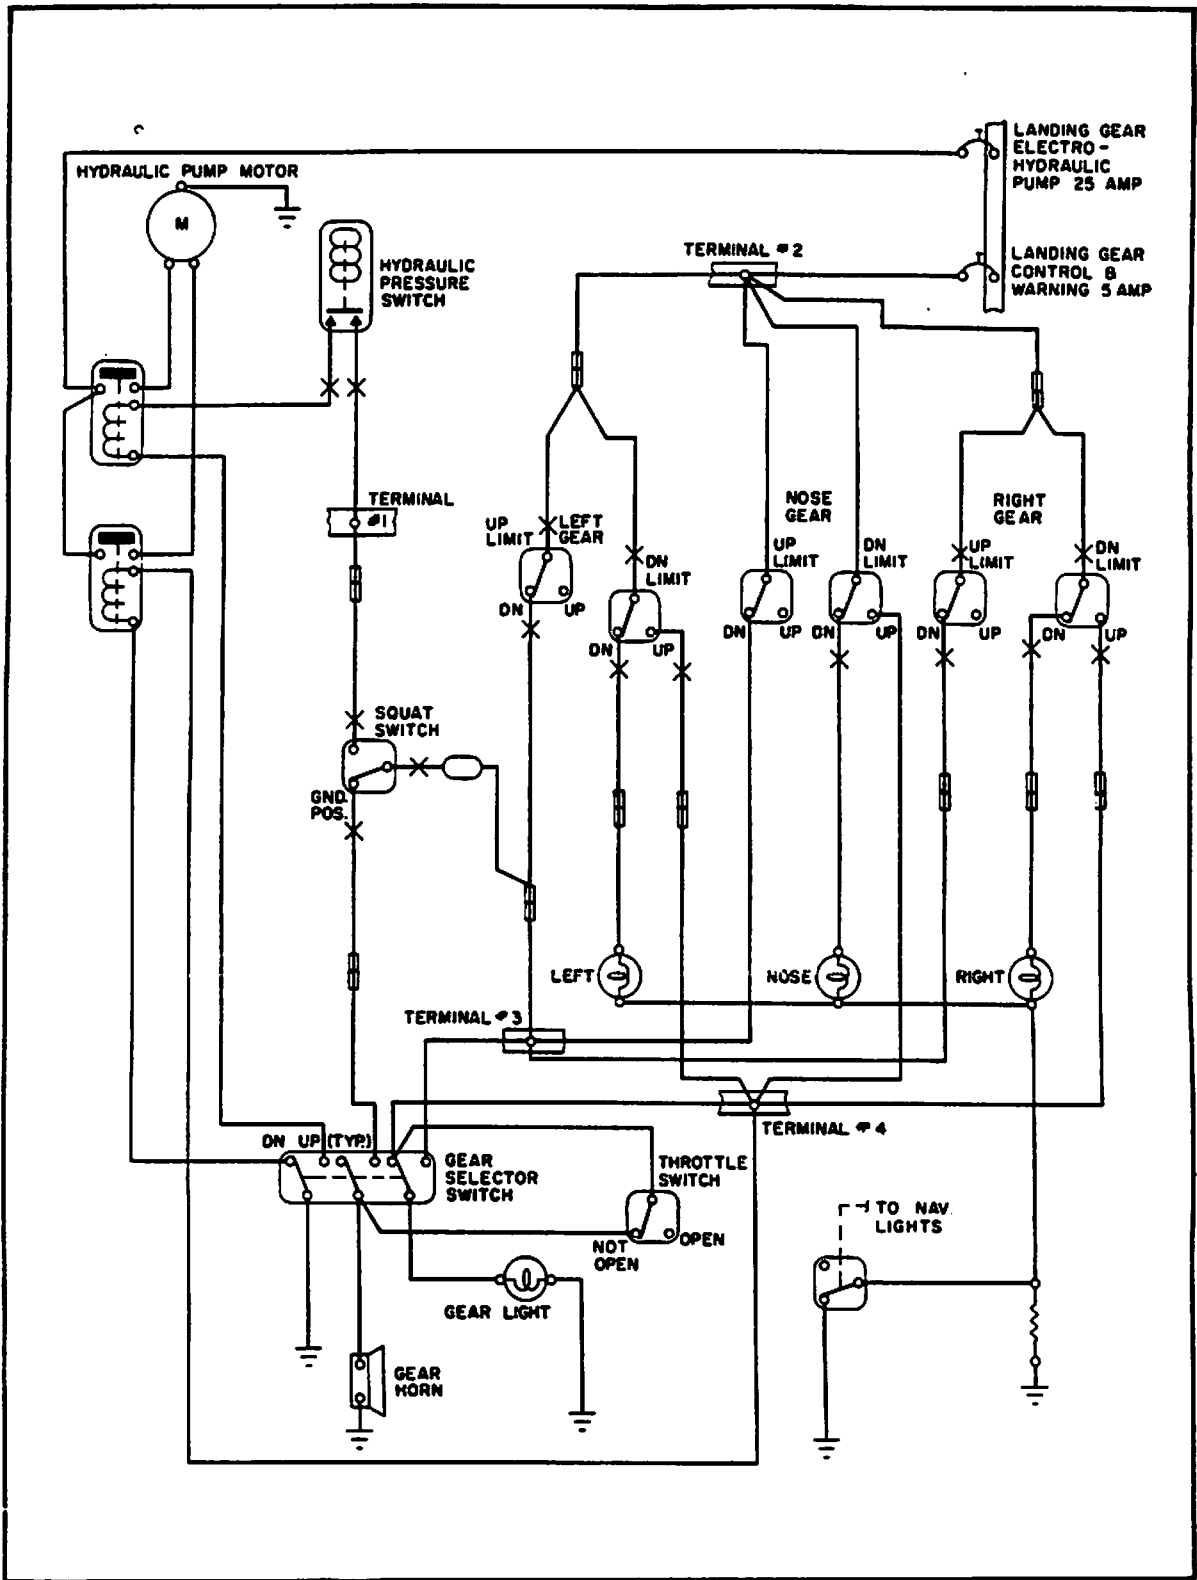 LANDING GEAR
ELECTRO-
HYDRAULIC
PUMP 25 AMP
HYDRAULIC PUMP MOTOR
M
HYDRAULIC
PRESSURE
SWITCH
TERMINAL #2
LANDING GEAR
CONTROL &
WARNING 5 AMP
TERMINAL
#1
UP
LIMIT
LEFT
GEAR
DN
LIMIT
NOSE
GEAR
UP
LIMIT
DN
LIMIT
RIGHT
GEAR
UP
LIMIT
DN
LIMIT
DN
UP
DN
UP
DN
UP
DN
UP
DN
UP
DN
UP
SQUAT
SWITCH
GND.
POS.
LEFT
NOSE
RIGHT
TERMINAL #3
TERMINAL #4
DN UP (TYP.)
GEAR
SELECTOR
SWITCH
THROTTLE
SWITCH
NOT
OPEN
OPEN
TO NAV.
LIGHTS
GEAR LIGHT
GEAR
HORN